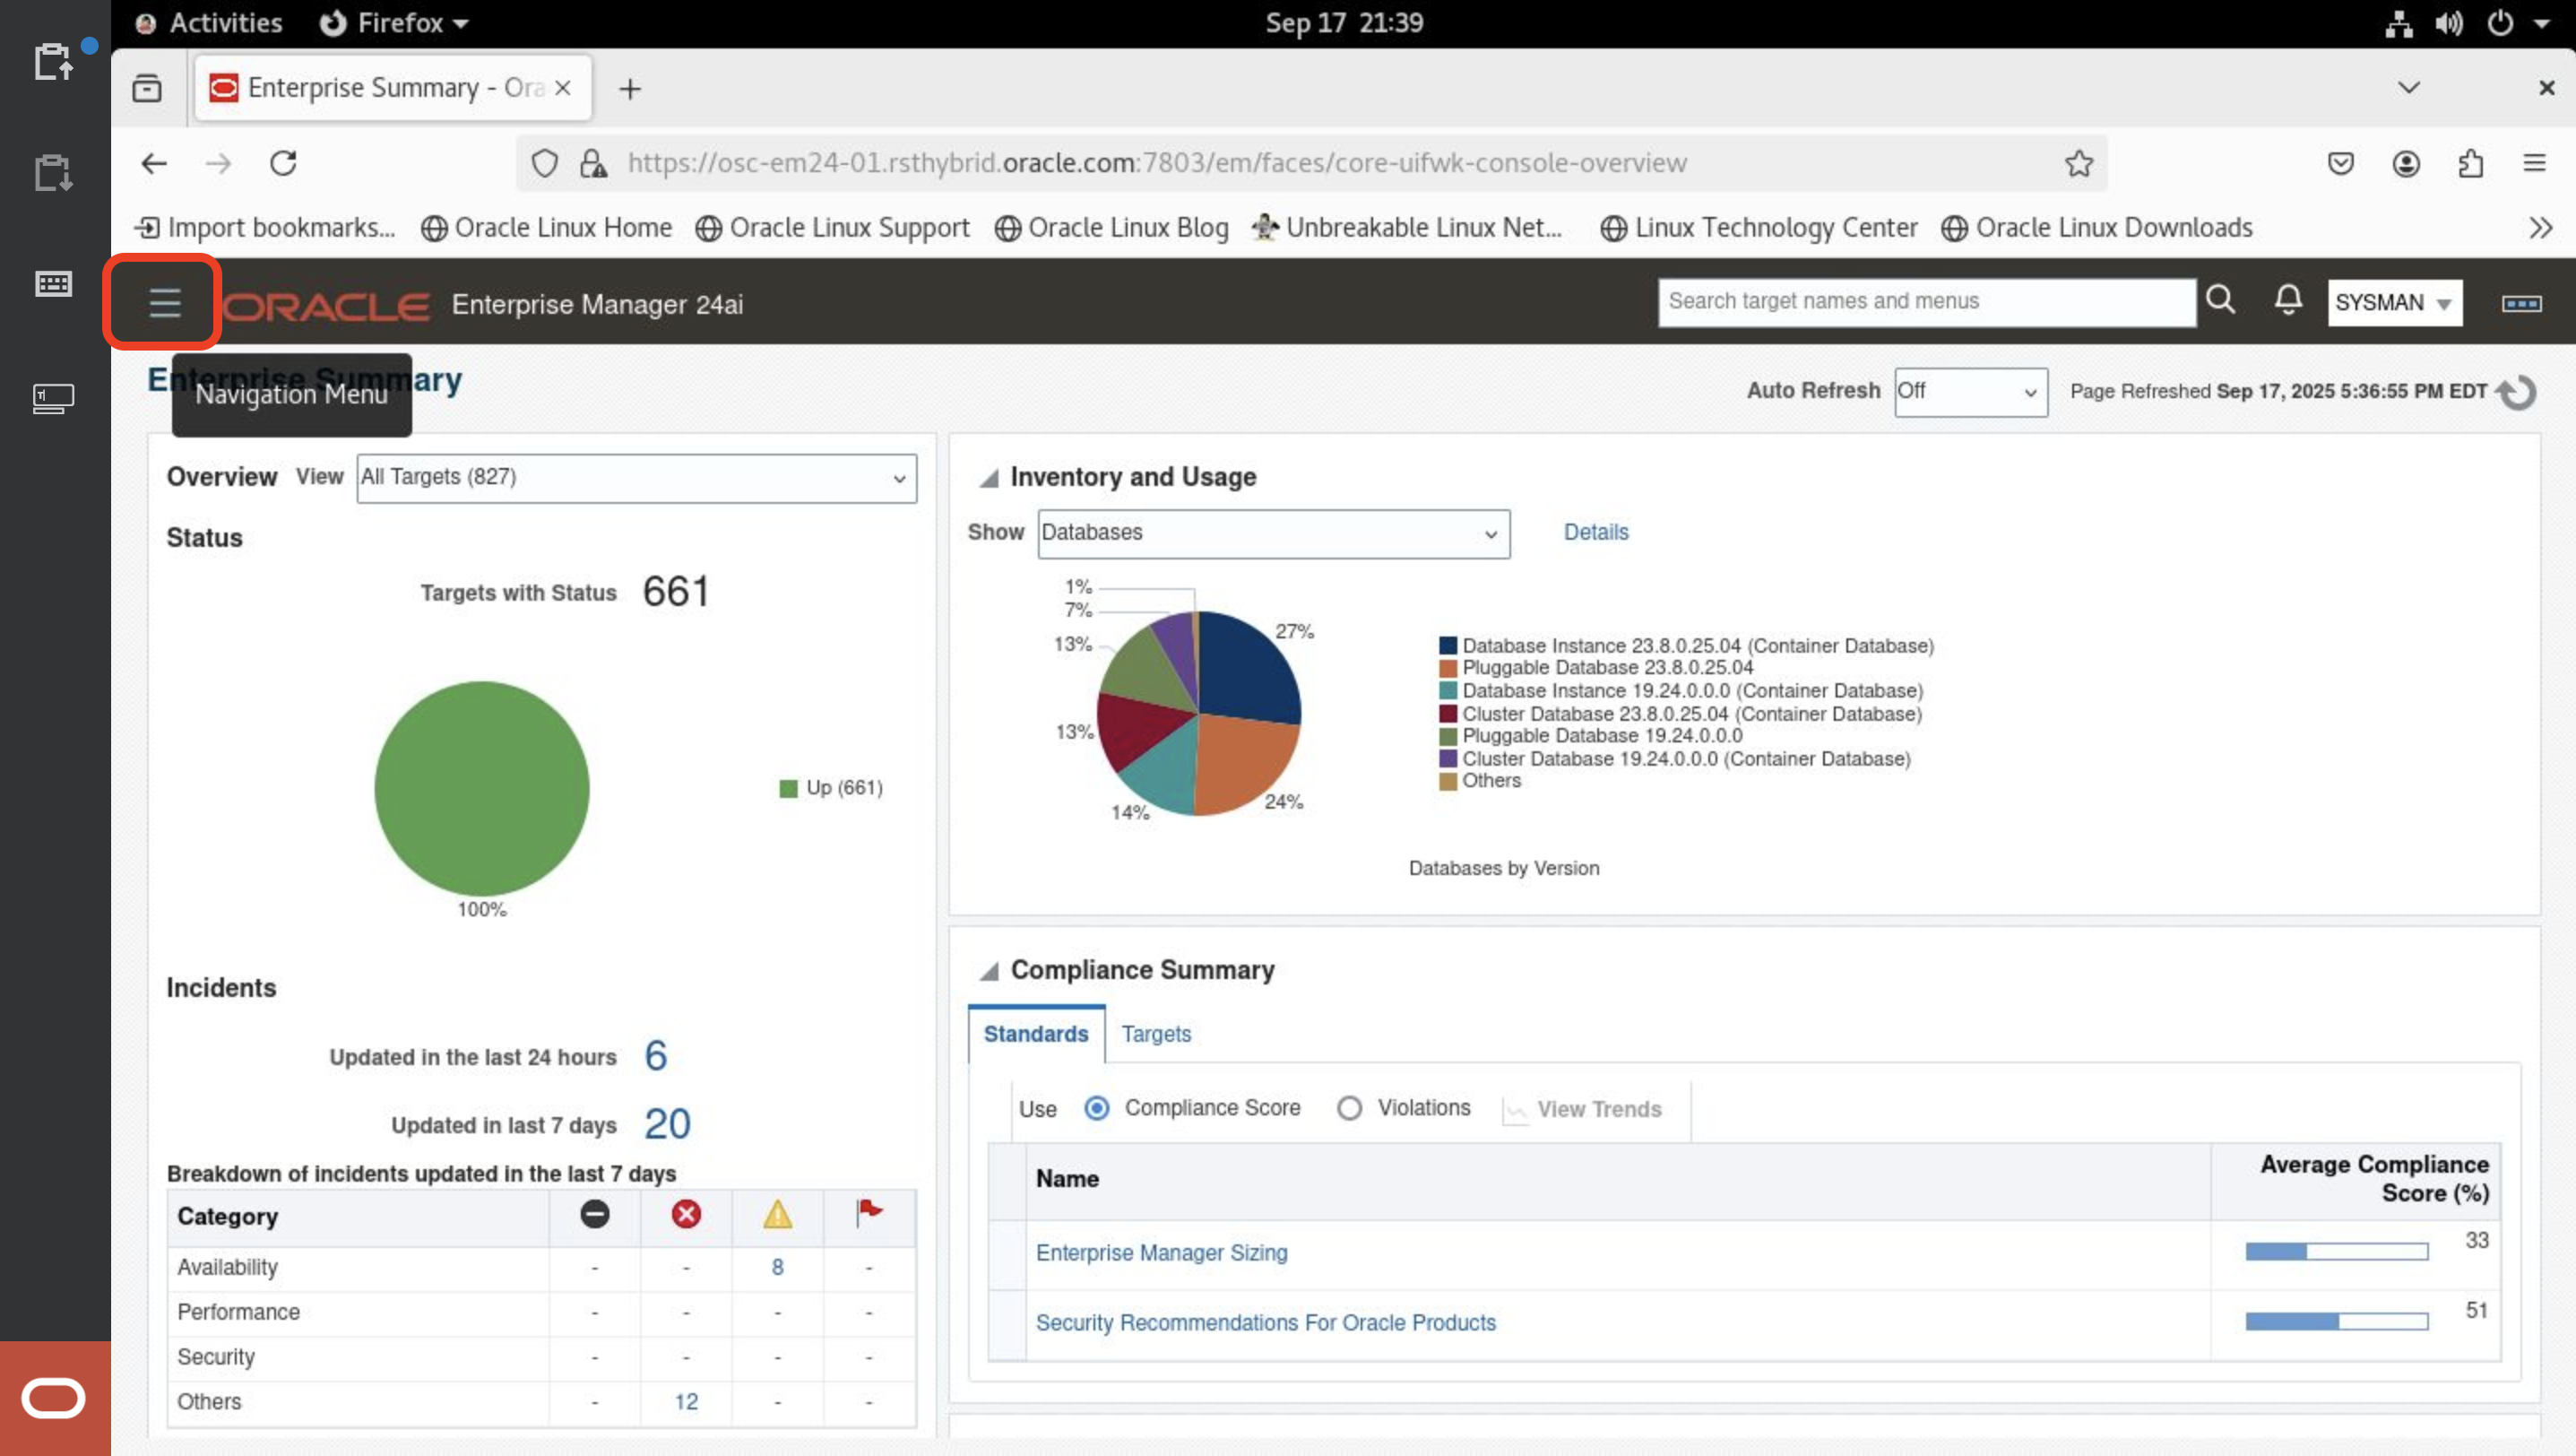 Activities
Firefox
Sep 17 21:39
Enterprise Summary - Ora
https://osc-em24-01.rsthybrid.oracle.com:7803/em/faces/core-uifwk-console-overview
Import bookmarks...
Oracle Linux Home
Oracle Linux Support
Oracle Linux Blog
Unbreakable Linux Net...
Linux Technology Center
Oracle Linux Downloads
ORACLE Enterprise Manager 24ai
Search target names and menus
SYSMAN
Enterprise Summary
Navigation Menu
Auto Refresh Off
Page Refreshed Sep 17, 2025 5:36:55 PM EDT
Overview View All Targets (827)
Status
Targets with Status 661
Up (661)
100%
Incidents
Updated in the last 24 hours 6
Updated in last 7 days 20
Breakdown of incidents updated in the last 7 days
Category
Availability - - 8 -
Performance - - - -
Security - - - -
Others - 12 - -
Inventory and Usage
Show Databases Details
1%
7%
13%
13%
14%
24%
27%
Database Instance 23.8.0.25.04 (Container Database)
Pluggable Database 23.8.0.25.04
Database Instance 19.24.0.0.0 (Container Database)
Cluster Database 23.8.0.25.04 (Container Database)
Pluggable Database 19.24.0.0.0
Cluster Database 19.24.0.0.0 (Container Database)
Others
Databases by Version
Compliance Summary
Standards Targets
Use Compliance Score Violations View Trends
Name
Average Compliance
Score (%)
Enterprise Manager Sizing 33
Security Recommendations For Oracle Products 51